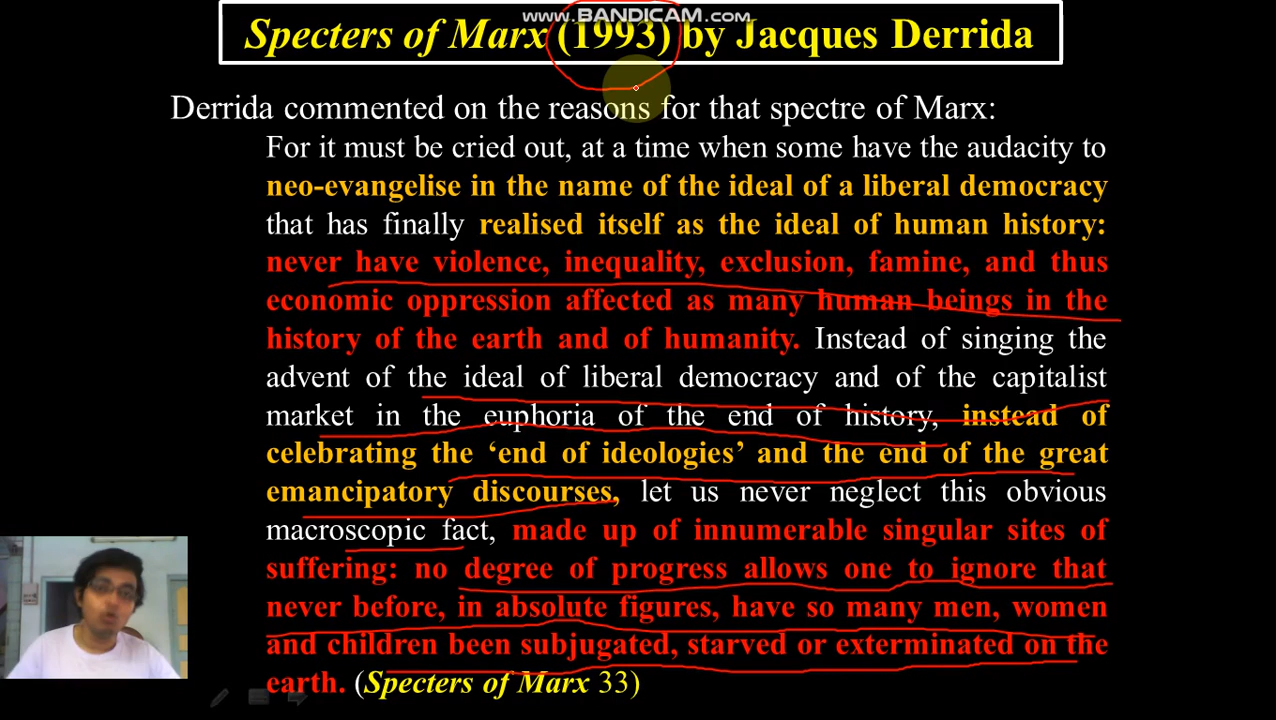 www.BANDICAM.com
Specters of Marx (1993) by Jacques Derrida
Derrida commented on the reasons for that spectre of Marx:
For it must be cried out, at a time when some have the audacity to
neo-evangelise in the name of the ideal of a liberal democracy
that has finally realised itself as the ideal of human history:
never have violence, inequality, exclusion, famine, and thus
economic oppression affected as many human beings in the
history of the earth and of humanity. Instead of singing the
advent of the ideal of liberal democracy and of the capitalist
market in the euphoria of the end of history, instead of
celebrating the ‘end of ideologies’ and the end of the great
emancipatory discourses, let us never neglect this obvious
macroscopic fact, made up of innumerable singular sites of
suffering: no degree of progress allows one to ignore that
never before, in absolute figures, have so many men, women
and children been subjugated, starved or exterminated on the
earth. (Specters of Marx 33)